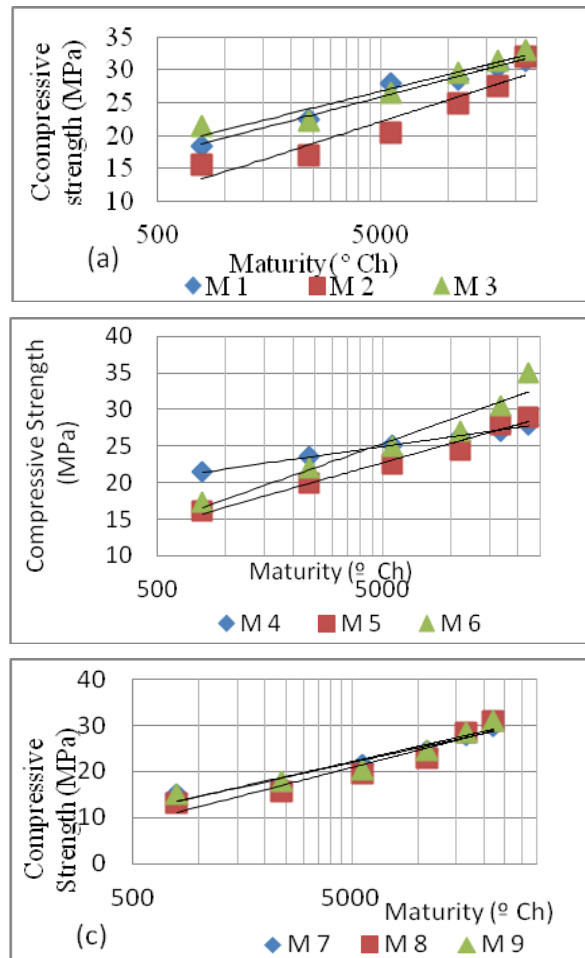 35
30
25
20
15
10
Ccompressive
strength (MPa)
500
5000
(a)
Maturity (° Ch)
M 1 M 2 M 3
40
35
30
25
20
15
10
Compressive Strength
(MPa)
500
5000
Maturity (º Ch)
M 4 M 5 M 6
40
30
20
10
0
Compressive
Strength (MPa)
500
5000
Maturity (º Ch)
(c)
M 7 M 8 M 9